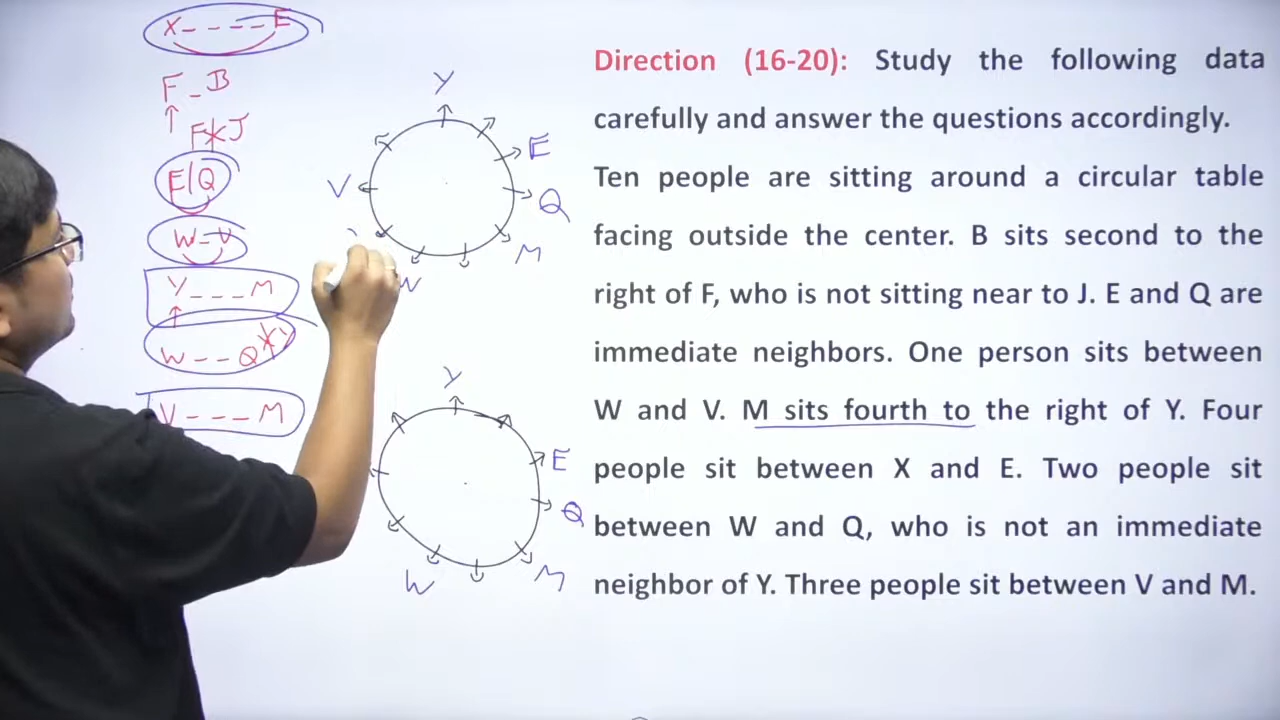 X _ _ _ _ E
F _ B
F J
E|Q
W _ V
Y _ _ _ M
W _ _ Q Y
V _ _ _ M
Y
E
Q
M
W
V
Y
E
Q
M
W
Direction (16-20): Study the following data
carefully and answer the questions accordingly.
Ten people are sitting around a circular table
facing outside the center. B sits second to the
right of F, who is not sitting near to J. E and Q are
immediate neighbors. One person sits between
W and V. M sits fourth to the right of Y. Four
people sit between X and E. Two people sit
between W and Q, who is not an immediate
neighbor of Y. Three people sit between V and M.